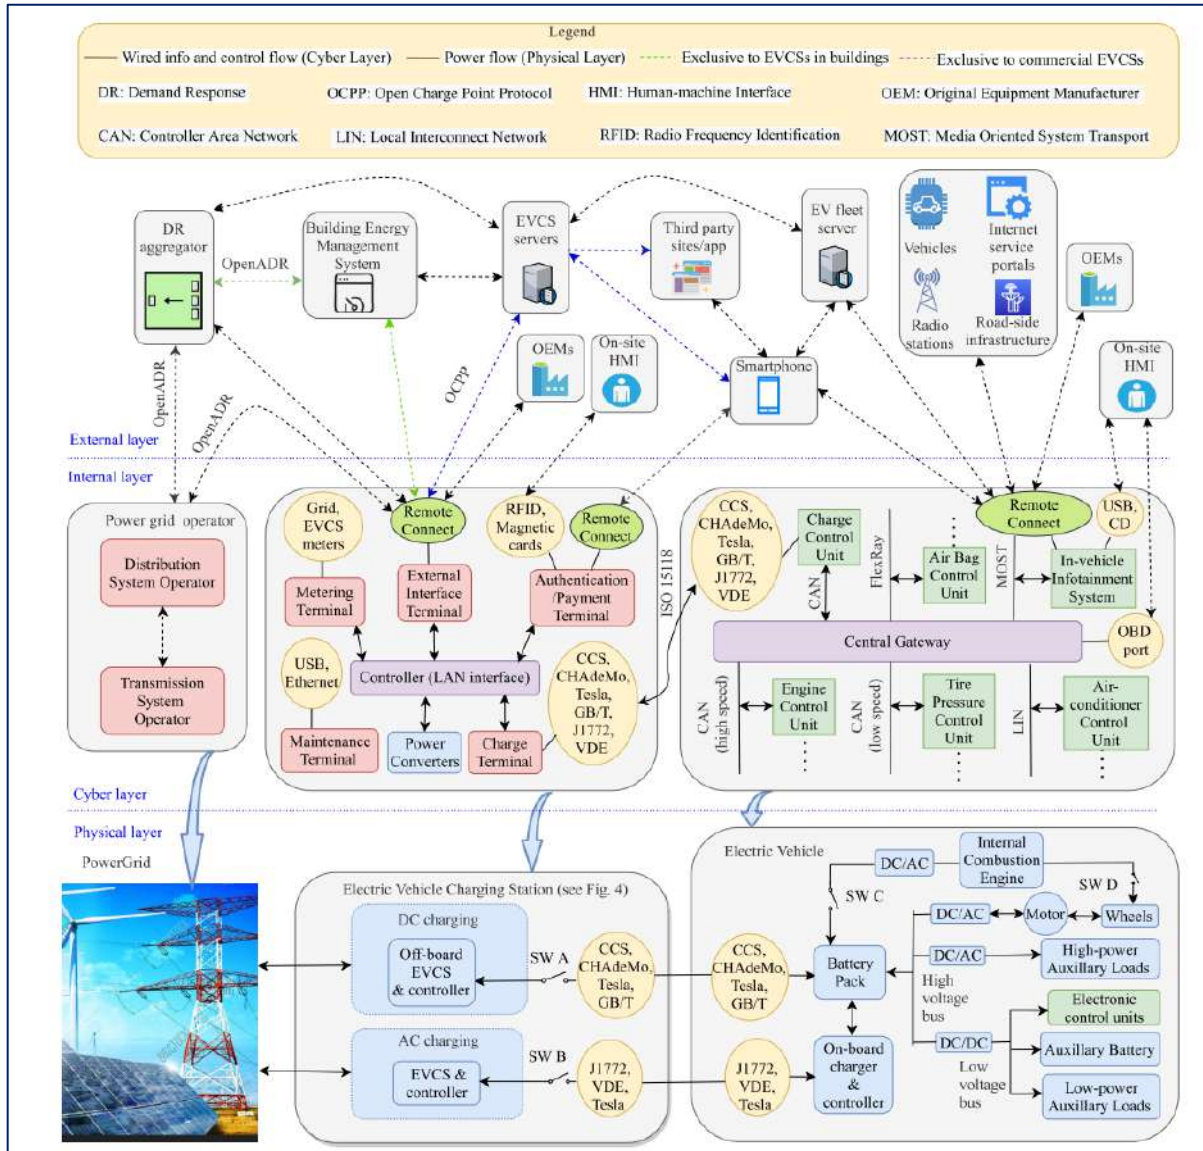 Legend
Wired info and control flow (Cyber Layer)
Power flow (Physical Layer)
Exclusive to EVCSs in buildings
Exclusive to commercial EVCSs
DR: Demand Response
OCPP: Open Charge Point Protocol
HMI: Human-machine Interface
OEM: Original Equipment Manufacturer
CAN: Controller Area Network
LIN: Local Interconnect Network
RFID: Radio Frequency Identification
MOST: Media Oriented System Transport
DR
aggregator
OpenADR
Building Energy
Management
System
EVCS
servers
Third party
sites/app
EV fleet
server
Vehicles
Internet
service
portals
Radio
stations
Road-side
infrastructure
OEMs
On-site
HMI
OEMs
On-site
HMI
Smartphone
OCPP
OpenADR
OpenADR
External layer
Internal layer
Power grid operator
Distribution
System Operator
Transmission
System
Operator
Grid,
EVCS
meters
Remote
Connect
RFID,
Magnetic
cards
Remote
Connect
Metering
Terminal
External
Interface
Terminal
Authentication
/Payment Terminal
USB,
Ethernet
Controller (LAN interface)
Maintenance
Terminal
Power
Converters
Charge
Terminal
CCS,
CHAdeMo,
Tesla,
GB/T,
J1772,
VDE
ISO 15118
CCS,
CHAdeMo,
Tesla,
GB/T,
J1772,
VDE
Charge
Control
Unit
CAN
FlexRay
Air Bag
Control
Unit
MOST
Remote
Connect
USB,
CD
In-vehicle
Infotainment
System
Central Gateway
OBD
port
CAN
(high speed)
Engine
Control
Unit
CAN
(low speed)
Tire
Pressure
Control
Unit
LIN
Air-
conditioner
Control
Unit
Cyber layer
Physical layer
PowerGrid
Electric Vehicle Charging Station (see Fig. 4)
DC charging
Off-board
EVCS
& controller
SW A
CCS,
CHAdeMo,
Tesla,
GB/T
AC charging
EVCS &
controller
SW B
J1772,
VDE,
Tesla
Electric Vehicle
CCS,
CHAdeMo,
Tesla,
GB/T
J1772,
VDE,
Tesla
Battery
Pack
On-board
charger
&
controller
SW C
DC/AC
Internal
Combustion
Engine
SW D
DC/AC
Motor
Wheels
DC/AC
High-power
Auxillary Loads
High
voltage
bus
Electronic
control units
DC/DC
Auxillary Battery
Low
voltage
bus
Low-power
Auxillary Loads